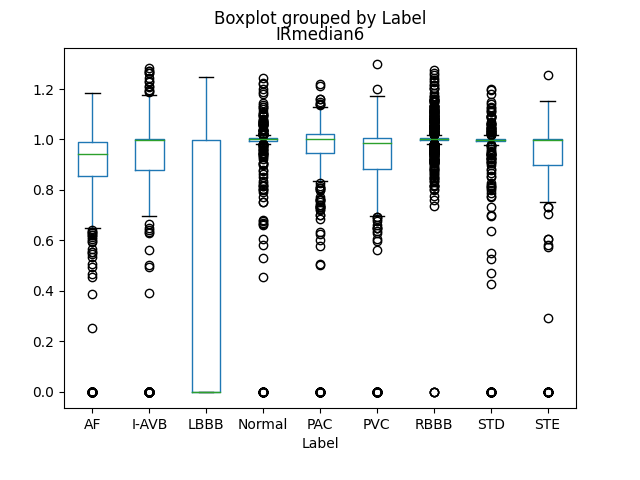 Boxplot grouped by Label
IRmedian6
1.2
1.0
0.8
0.6
0.4
0.2
0.0
AF I-AVB LBBB Normal PAC PVC RBBB STD STE
Label